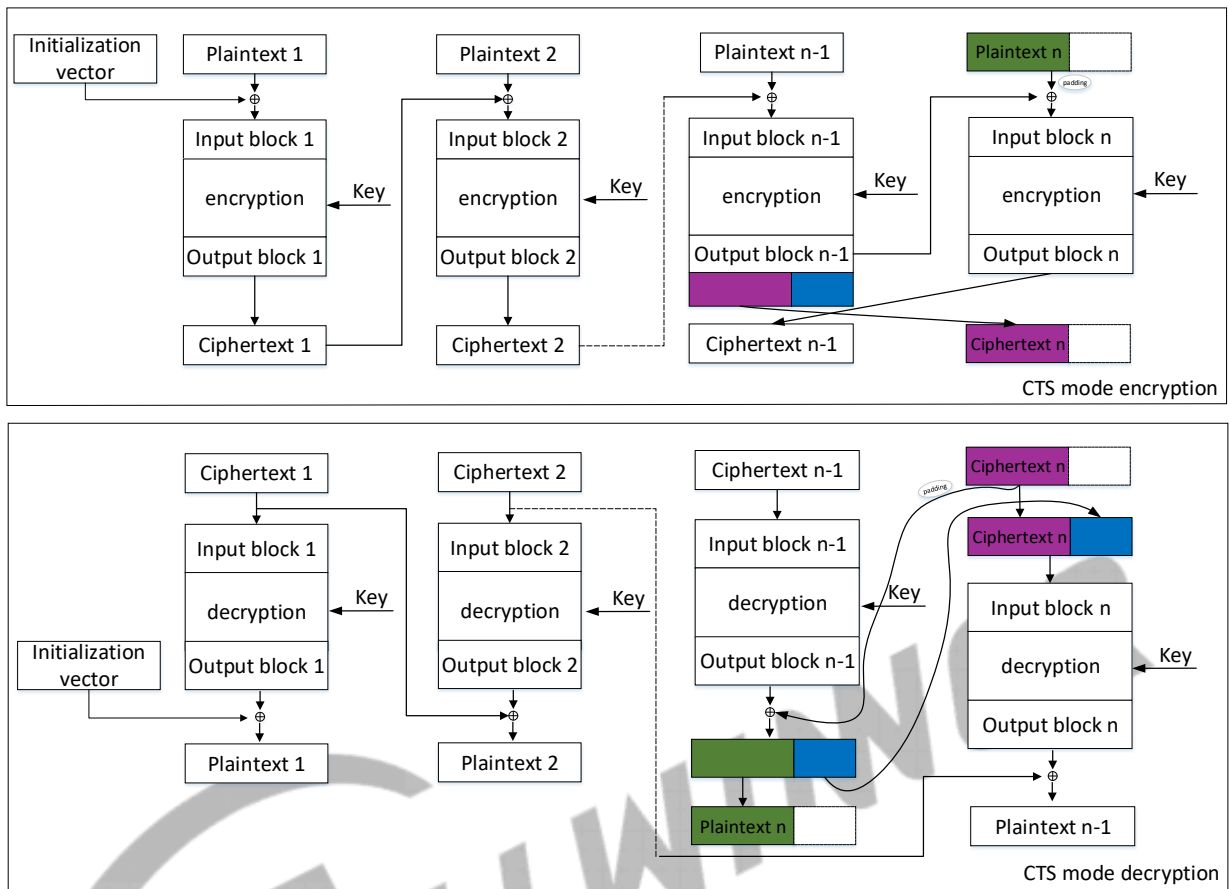 Initialization
vector
Plaintext 1
Plaintext 2
Plaintext n-1
Plaintext n
padding
Input block 1
encryption
Output block 1
Key
Input block 2
encryption
Output block 2
Key
Input block n-1
encryption
Output block n-1
Key
Input block n
encryption
Output block n
Key
Ciphertext 1
Ciphertext 2
Ciphertext n-1
Ciphertext n
CTS mode encryption
Ciphertext 1
Ciphertext 2
Ciphertext n-1
Ciphertext n
padding
Ciphertext n
Input block 1
decryption
Output block 1
Key
Input block 2
decryption
Output block 2
Key
Input block n-1
decryption
Output block n-1
Key
Input block n
decryption
Output block n
Key
Initialization
vector
Plaintext 1
Plaintext 2
Plaintext n
Plaintext n-1
CTS mode decryption